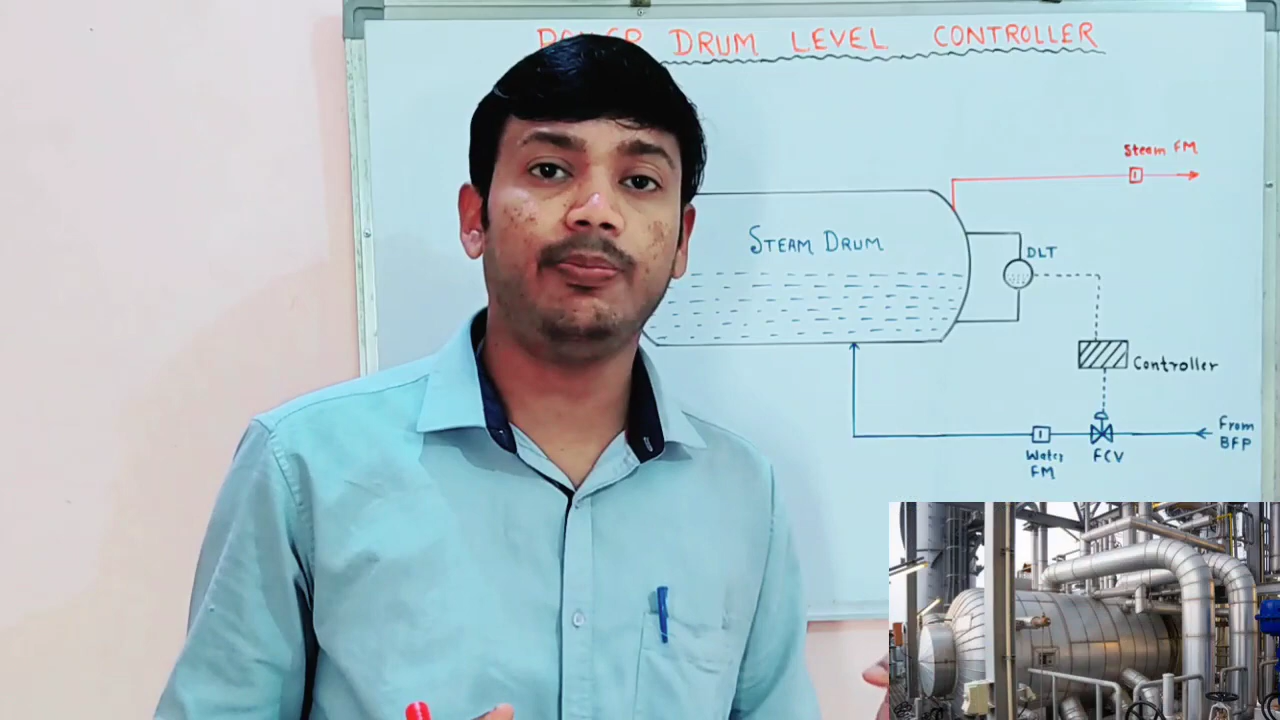 DRUM LEVEL CONTROLLER
Steam FM
STEAM DRUM
DLT
Controller
From
BFP
Water
FM
FCV